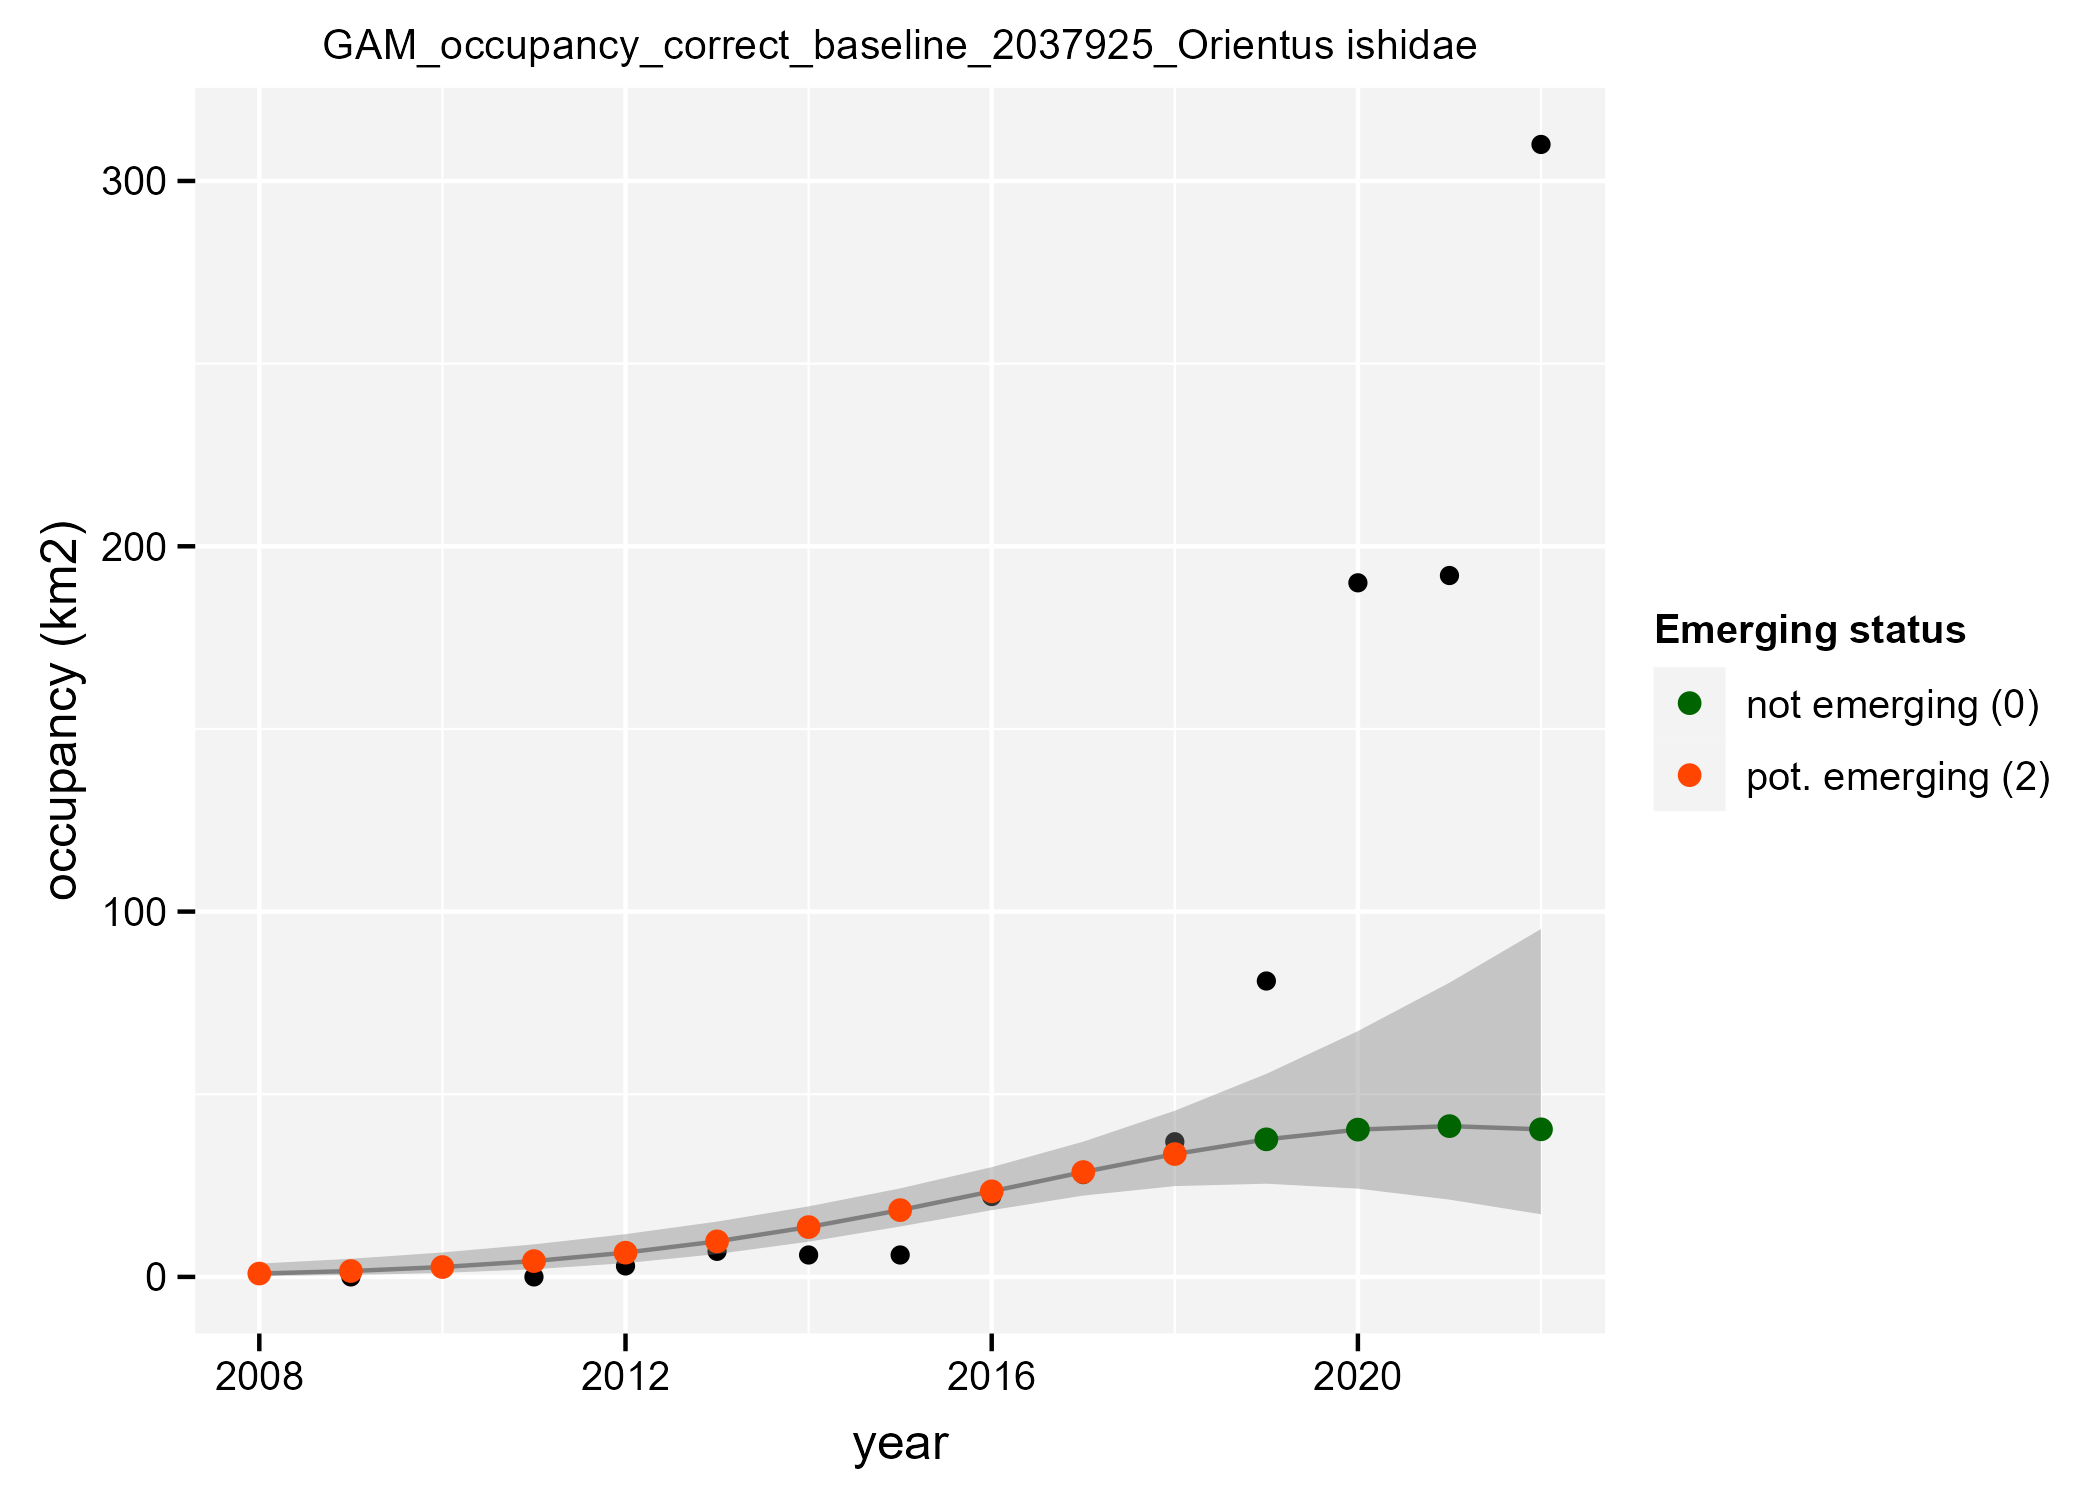 GAM_occupancy_correct_baseline_2037925_Orientus ishidae
300
200
100
0
occupancy (km2)
2008
2012
2016
2020
year
Emerging status
not emerging (0)
pot. emerging (2)